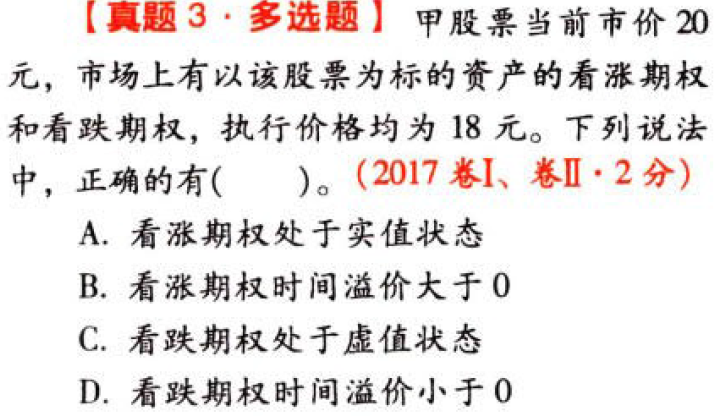 【真题 3 · 多选题】 甲股票当前市价 20
元，市场上有以该股票为标的资产的看涨期权
和看跌期权，执行价格均为 18 元。下列说法
中，正确的有(　　)。（2017 卷Ⅰ、卷Ⅱ · 2 分）
A. 看涨期权处于实值状态
B. 看涨期权时间溢价大于 0
C. 看跌期权处于虚值状态
D. 看跌期权时间溢价小于 0